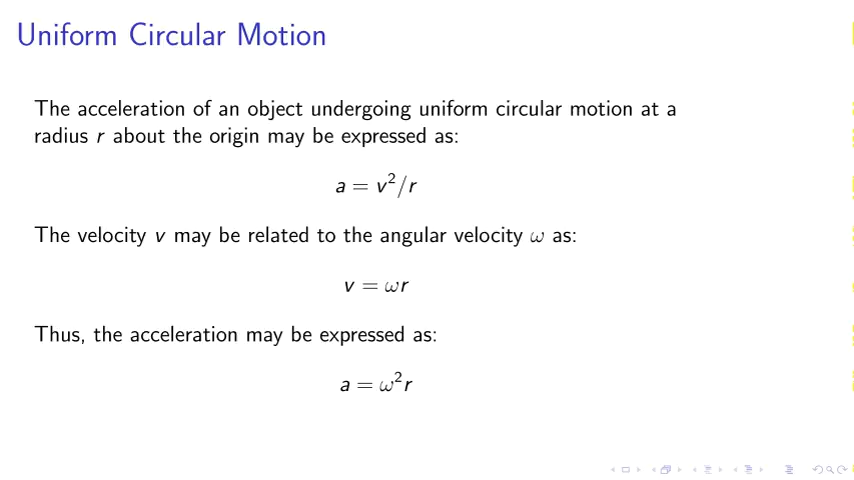 Uniform Circular Motion
The acceleration of an object undergoing uniform circular motion at a
radius r about the origin may be expressed as:
a = v²/r
The velocity v may be related to the angular velocity ω as:
v = ωr
Thus, the acceleration may be expressed as:
a = ω²r